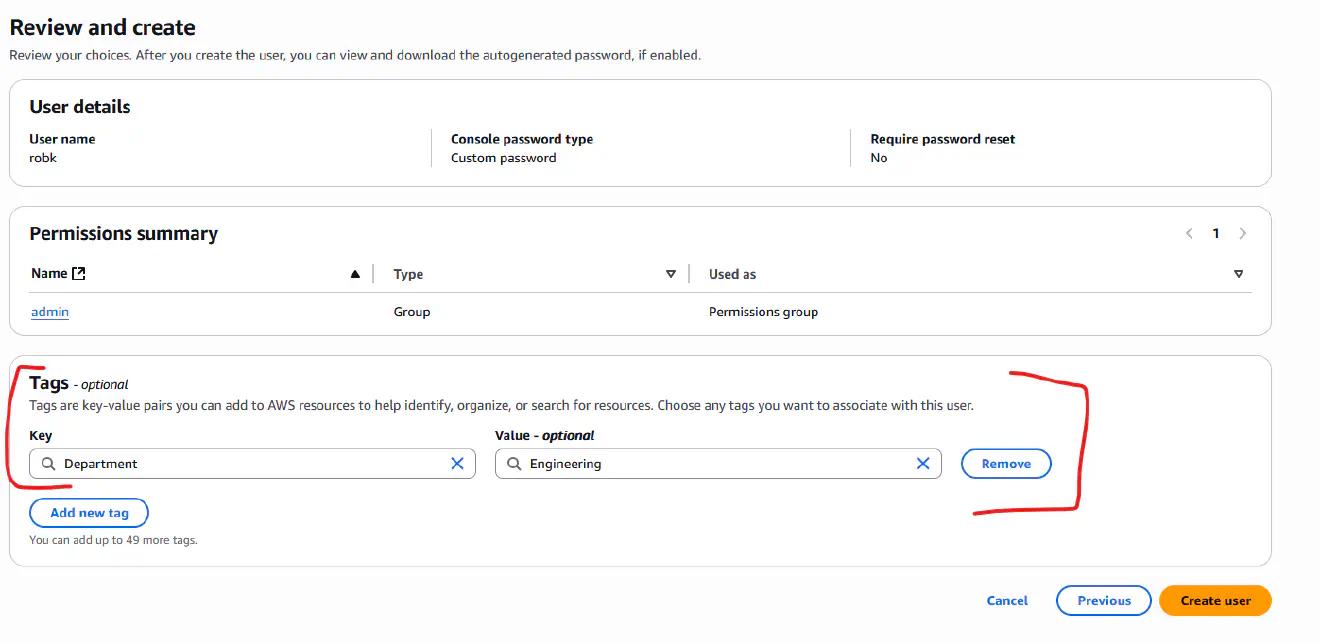 Review and create
Review your choices. After you create the user, you can view and download the autogenerated password, if enabled.
User details
User name
robk
Console password type
Custom password
Require password reset
No
Permissions summary
1
Name Type Used as
admin Group Permissions group
Tags - optional
Tags are key-value pairs you can add to AWS resources to help identify, organize, or search for resources. Choose any tags you want to associate with this user.
Key Value - optional
Department Engineering Remove
Add new tag
You can add up to 49 more tags.
Cancel Previous Create user